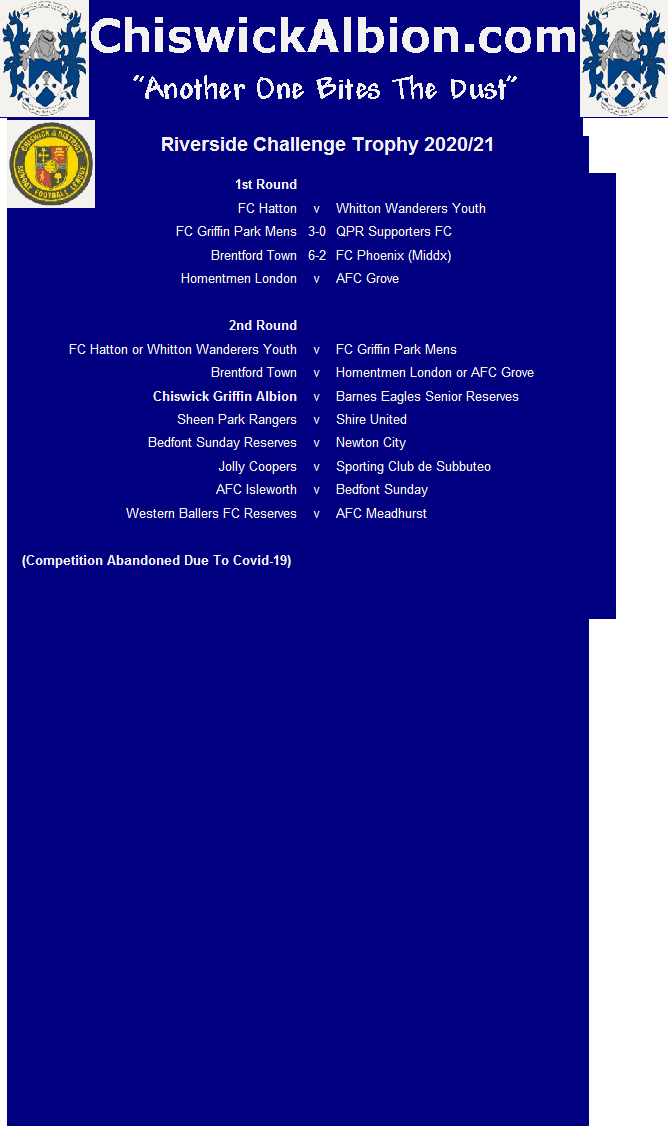 ChiswickAlbion.com
"Another One Bites The Dust"
CHISWICK & DISTRICT
SUNDAY FOOTBALL LEAGUE
Riverside Challenge Trophy 2020/21
1st Round
FC Hatton v Whitton Wanderers Youth
FC Griffin Park Mens 3-0 QPR Supporters FC
Brentford Town 6-2 FC Phoenix (Middx)
Homentmen London v AFC Grove
2nd Round
FC Hatton or Whitton Wanderers Youth v FC Griffin Park Mens
Brentford Town v Homentmen London or AFC Grove
Chiswick Griffin Albion v Barnes Eagles Senior Reserves
Sheen Park Rangers v Shire United
Bedfont Sunday Reserves v Newton City
Jolly Coopers v Sporting Club de Subbuteo
AFC Isleworth v Bedfont Sunday
Western Ballers FC Reserves v AFC Meadhurst
(Competition Abandoned Due To Covid-19)